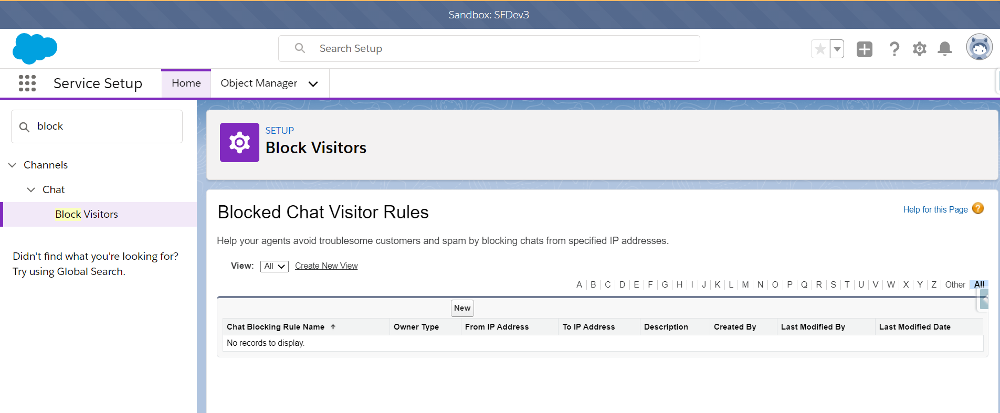 Sandbox: SFDev3
Search Setup
Service Setup
Home
Object Manager
block
Channels
Chat
Block Visitors
Didn't find what you're looking for?
Try using Global Search.
SETUP
Block Visitors
Blocked Chat Visitor Rules
Help for this Page ?
Help your agents avoid troublesome customers and spam by blocking chats from specified IP addresses.
View: All Create New View
A B C D E F G H I J K L M N O P Q R S T U V W X Y Z Other All
New
Chat Blocking Rule Name Owner Type From IP Address To IP Address Description Created By Last Modified By Last Modified Date
No records to display.